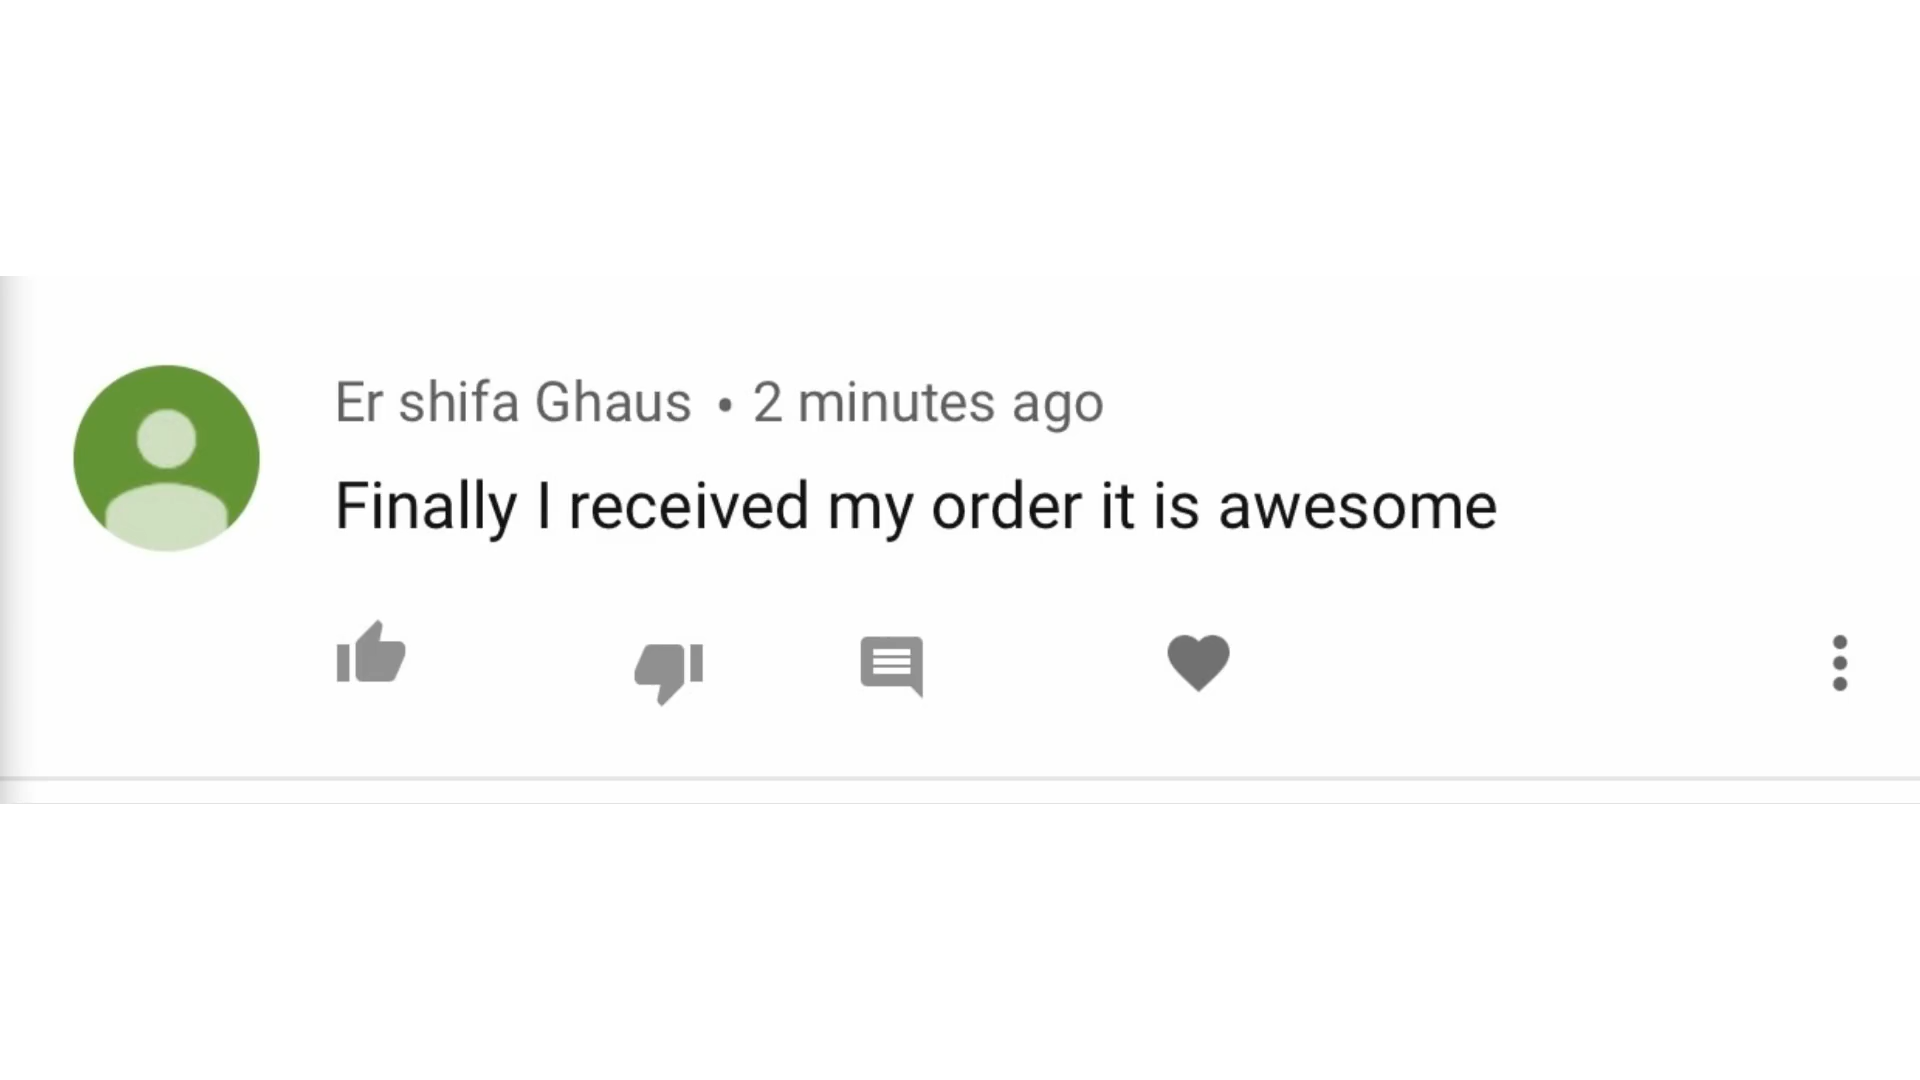 Er shifa Ghaus • 2 minutes ago
Finally I received my order it is awesome